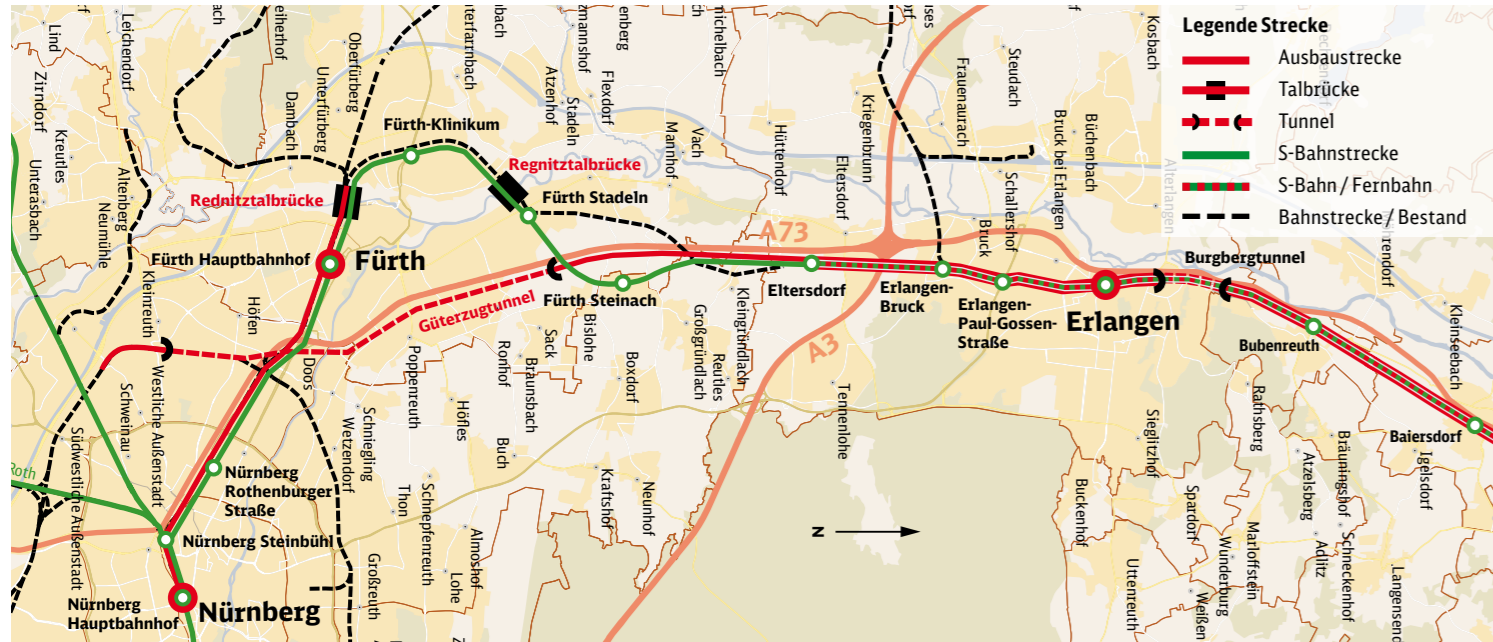 Legende Strecke
Ausbaustrecke
Talbrücke
Tunnel
S-Bahnstrecke
S-Bahn / Fernbahn
Bahnstrecke / Bestand
Lind
Leichendorf
Zirndorf
Kreutles
Unterasbach
Altenberg
Neumühle
Kleinreuth
Höfen
Dambach
Unterfürberg
Oberfürberg
Atzenhof
Stadeln
Flexdorf
Mannhof
Vach
Hüttendorf
Eltersdorf
Kriegenbrunn
Frauenaurach
Steudach
Schallershof
Bruck
Bruck bei Erlangen
Büchenbach
Kosbach
Alterlangen
Kleinseebach
Fürth-Klinikum
Regnitztalbrücke
Rednitztalbrücke
Fürth Stadeln
Fürth Hauptbahnhof
Fürth
A73
Güterzugtunnel
Fürth Steinach
Eltersdorf
Erlangen-
Bruck
Erlangen-
Paul-Gossen-
Straße
Erlangen
Burgbergtunnel
Bubenreuth
Baiersdorf
A3
Doos
Westliche Außenstadt
Schweinau
Südwestliche Außenstadt
Roth
Nürnberg
Rothenburger
Straße
Nürnberg Steinbühl
Nürnberg
Hauptbahnhof
Nürnberg
Schniegling
Wetzendorf
Poppenreuth
Ronhof
Braunsbach
Sack
Bislohe
Boxdorf
Großgründlach
Reutles
Kleingründlach
Höfles
Buch
Thon
Schnepfenreuth
Großreuth
Lohe
Almoshof
Kraftshof
Neunhof
Tennenlohe
N
Buckenhof
Sieglitzhof
Uttenreuth
Spardorf
Rathsberg
Marloffstein
Wunderburg
Atzelsberg
Adlitz
Bräuningshof
Schneckenhof
Igelsdorf